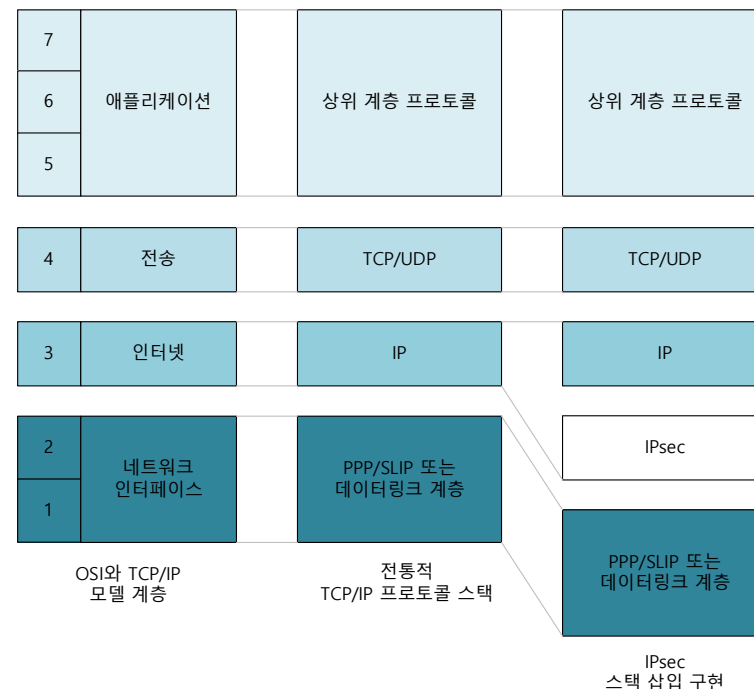 7
6
5
애플리케이션
상위 계층 프로토콜
상위 계층 프로토콜
4
전송
TCP/UDP
TCP/UDP
3
인터넷
IP
IP
2
1
네트워크
인터페이스
PPP/SLIP 또는
데이터링크 계층
IPsec
PPP/SLIP 또는
데이터링크 계층
OSI와 TCP/IP
모델 계층
전통적
TCP/IP 프로토콜 스택
IPsec
스택 삽입 구현